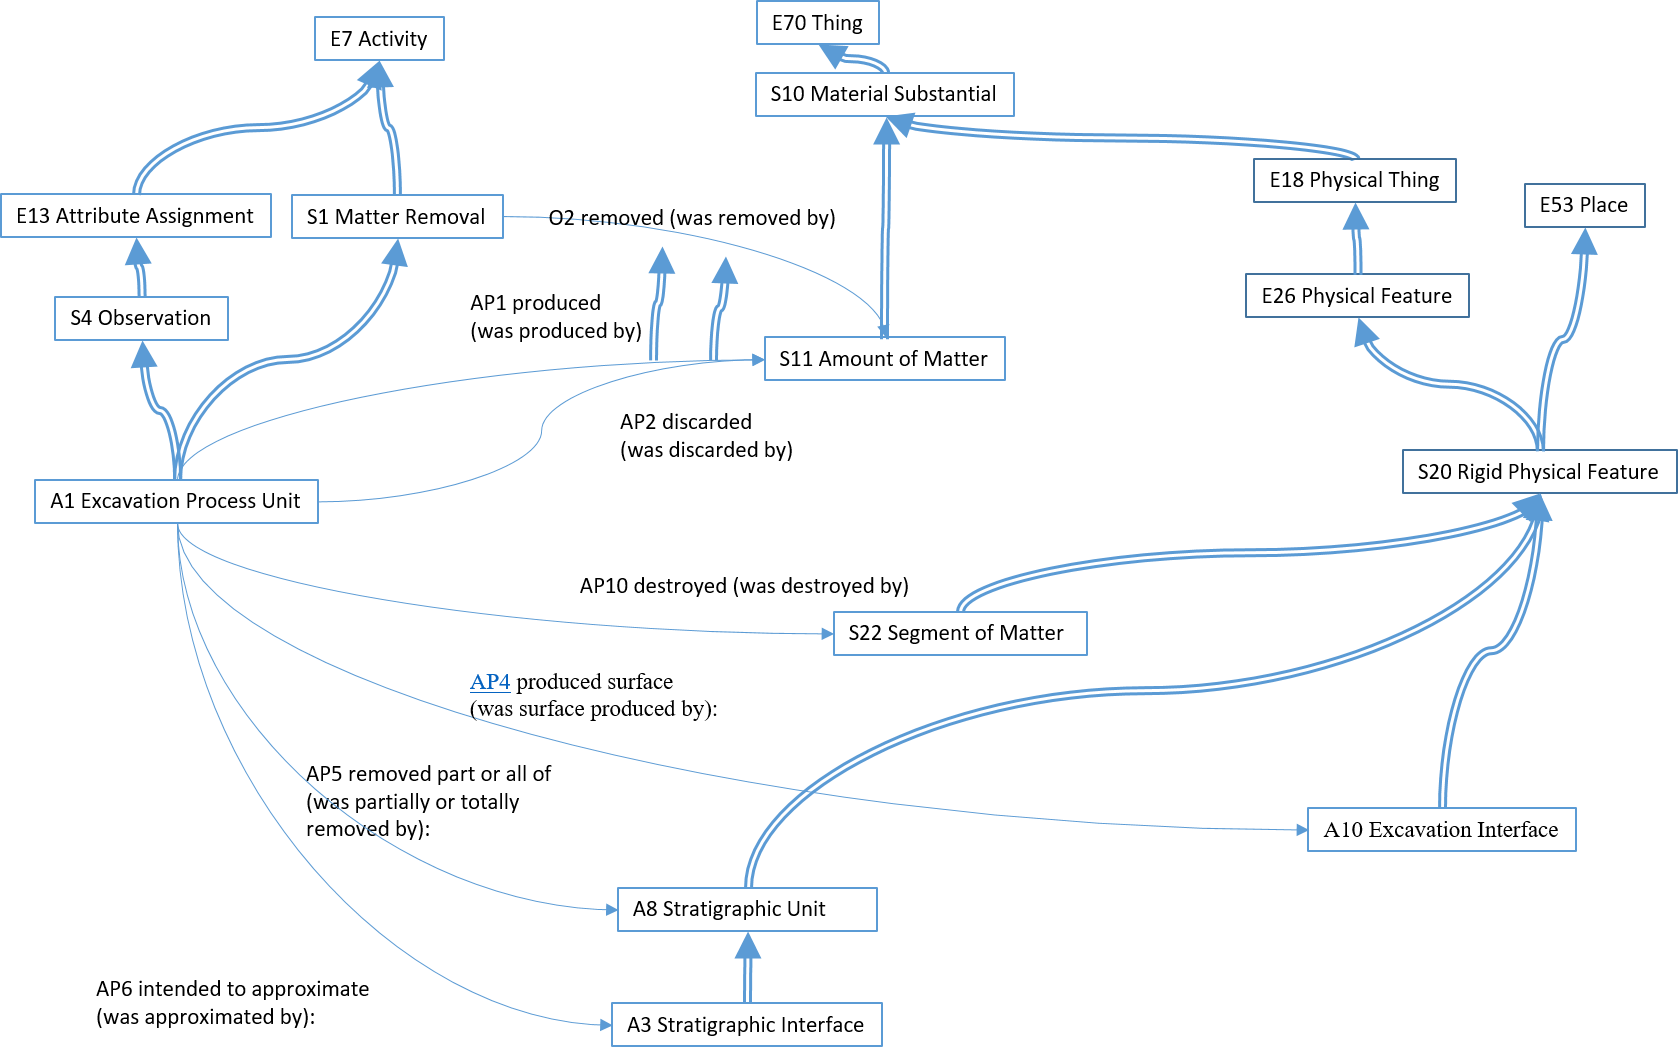 E70 Thing
E7 Activity
S10 Material Substantial
E18 Physical Thing
E53 Place
E13 Attribute Assignment
S1 Matter Removal
O2 removed (was removed by)
E26 Physical Feature
S4 Observation
AP1 produced
(was produced by)
S11 Amount of Matter
AP2 discarded
(was discarded by)
S20 Rigid Physical Feature
A1 Excavation Process Unit
AP10 destroyed (was destroyed by)
S22 Segment of Matter
AP4 produced surface
(was surface produced by):
AP5 removed part or all of
(was partially or totally
removed by):
A10 Excavation Interface
A8 Stratigraphic Unit
AP6 intended to approximate
(was approximated by):
A3 Stratigraphic Interface